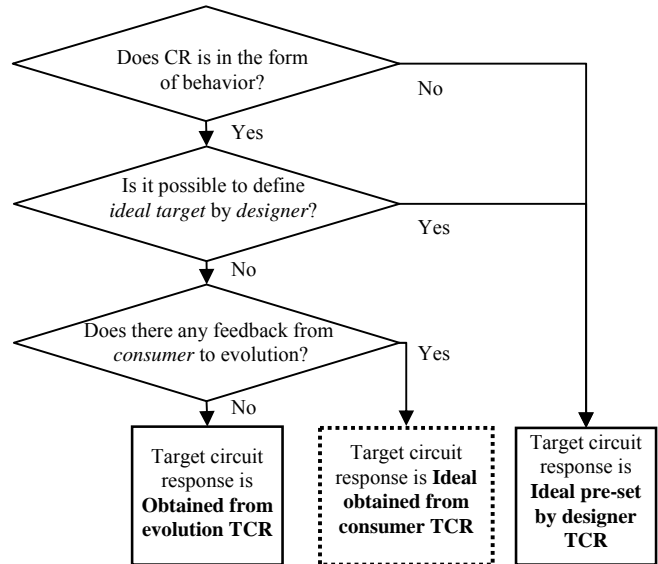 Does CR is in the form
of behavior?
No
Yes
Is it possible to define
ideal target by designer?
Yes
No
Does there any feedback from
consumer to evolution?
Yes
No
Target circuit
response is
Obtained from
evolution TCR
Target circuit
response is Ideal
obtained from
consumer TCR
Target circuit
response is
Ideal pre-set
by designer
TCR